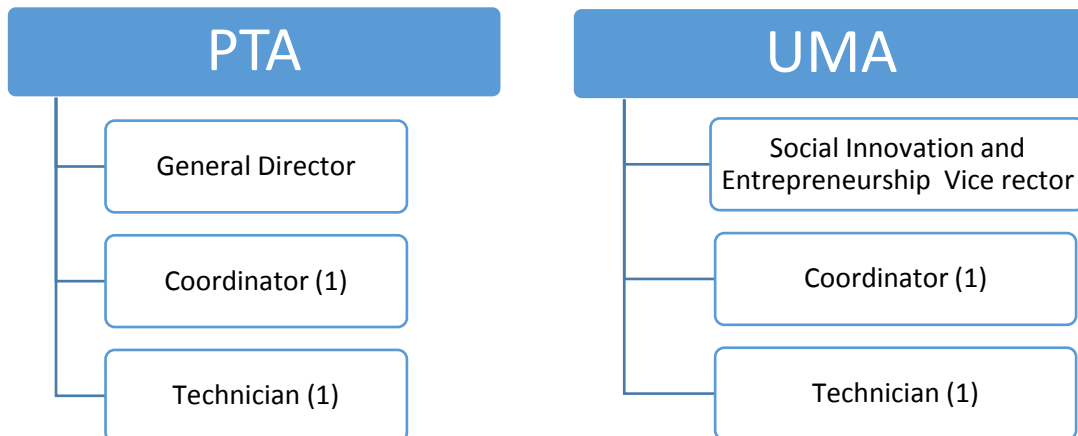 PTA
General Director
Coordinator (1)
Technician (1)
UMA
Social Innovation and
Entrepreneurship Vice rector
Coordinator (1)
Technician (1)